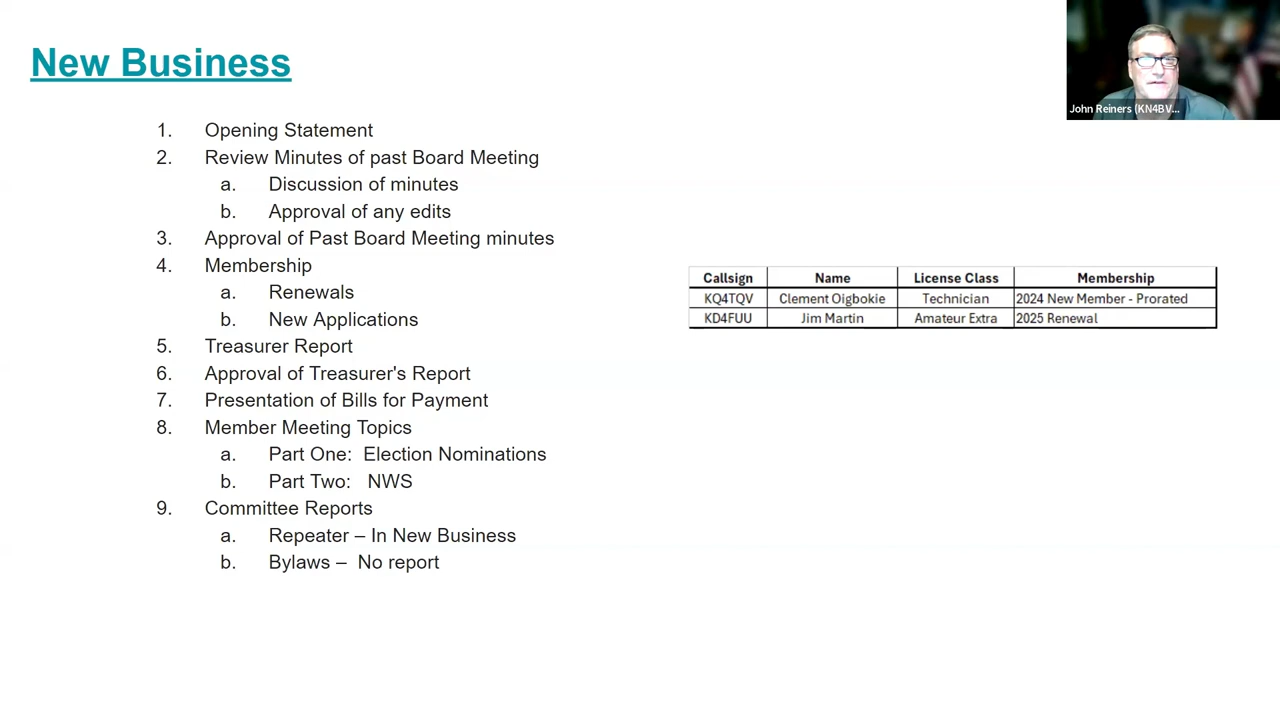 New Business
John Reiners (KN4BV...
1. Opening Statement
2. Review Minutes of past Board Meeting
a. Discussion of minutes
b. Approval of any edits
3. Approval of Past Board Meeting minutes
4. Membership
a. Renewals
b. New Applications
5. Treasurer Report
6. Approval of Treasurer's Report
7. Presentation of Bills for Payment
8. Member Meeting Topics
a. Part One: Election Nominations
b. Part Two: NWS
9. Committee Reports
a. Repeater – In New Business
b. Bylaws – No report
Callsign Name License Class Membership
KQ4TQV Clement Oigbokie Technician 2024 New Member - Prorated
KD4FUU Jim Martin Amateur Extra 2025 Renewal